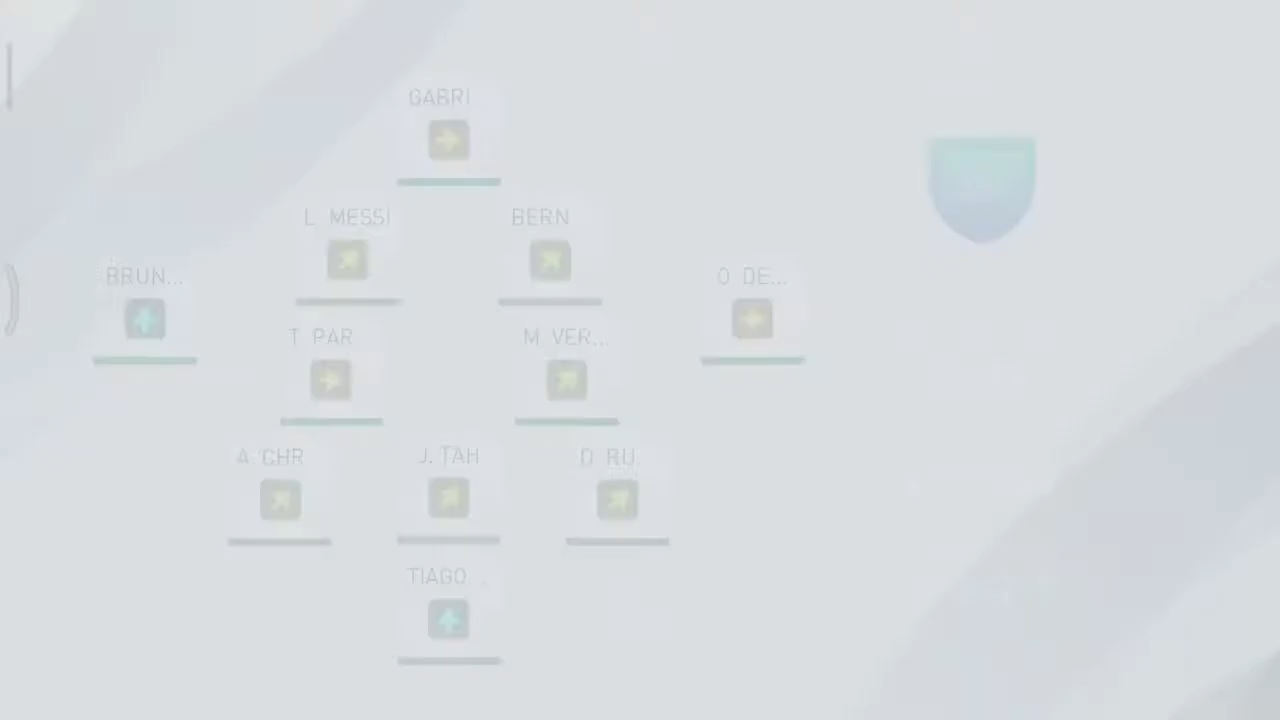 GABRI
L. MESSI
BERN
BRUN...
O. DE...
T. PAR
M. VER...
A. CHR
J. TAH
D. RU
TIAGO ...